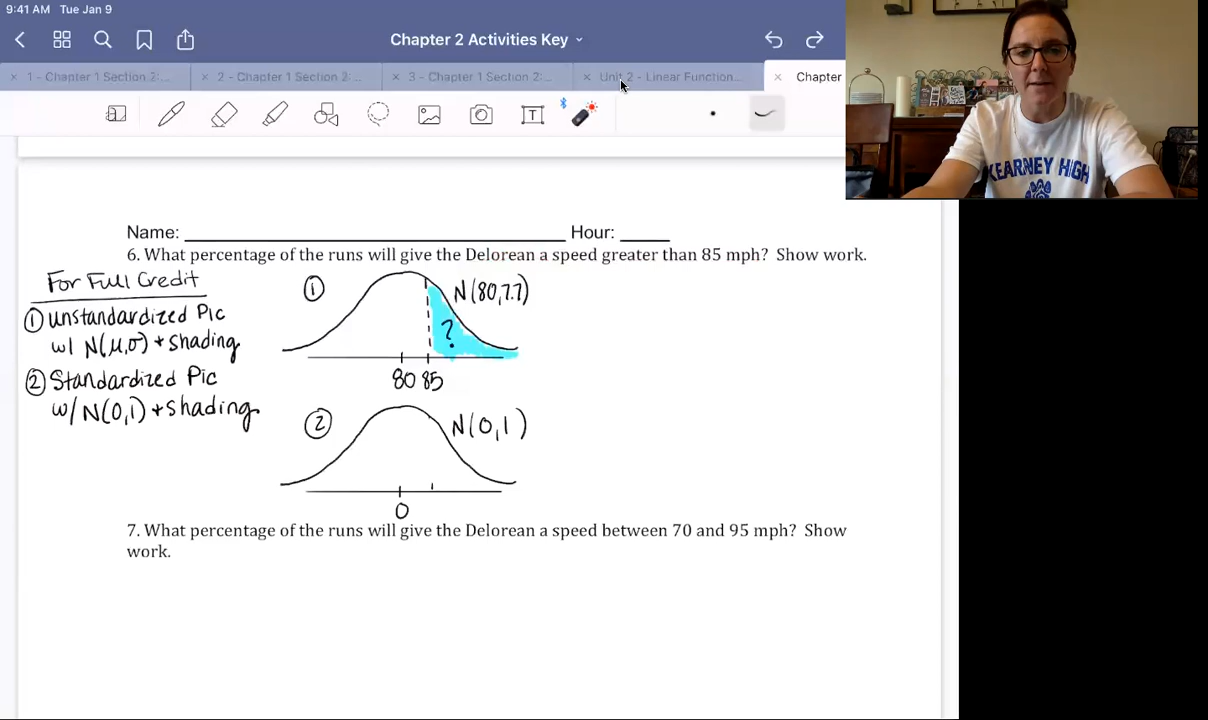 9:41 AM Tue Jan 9
Chapter 2 Activities Key
1 - Chapter 1 Section 2:...
2 - Chapter 1 Section 2:...
3 - Chapter 1 Section 2:...
Unit 2 - Linear Function...
Chapter
T
KEARNEY HIGH
Name: Hour:
6. What percentage of the runs will give the Delorean a speed greater than 85 mph? Show work.
For Full Credit
① Unstandardized Pic
w/ N(μ,σ) + Shading
② Standardized Pic
w/ N(0,1) + Shading
① N(80,7.7)
?
80 85
② N(0,1)
0
7. What percentage of the runs will give the Delorean a speed between 70 and 95 mph? Show
work.